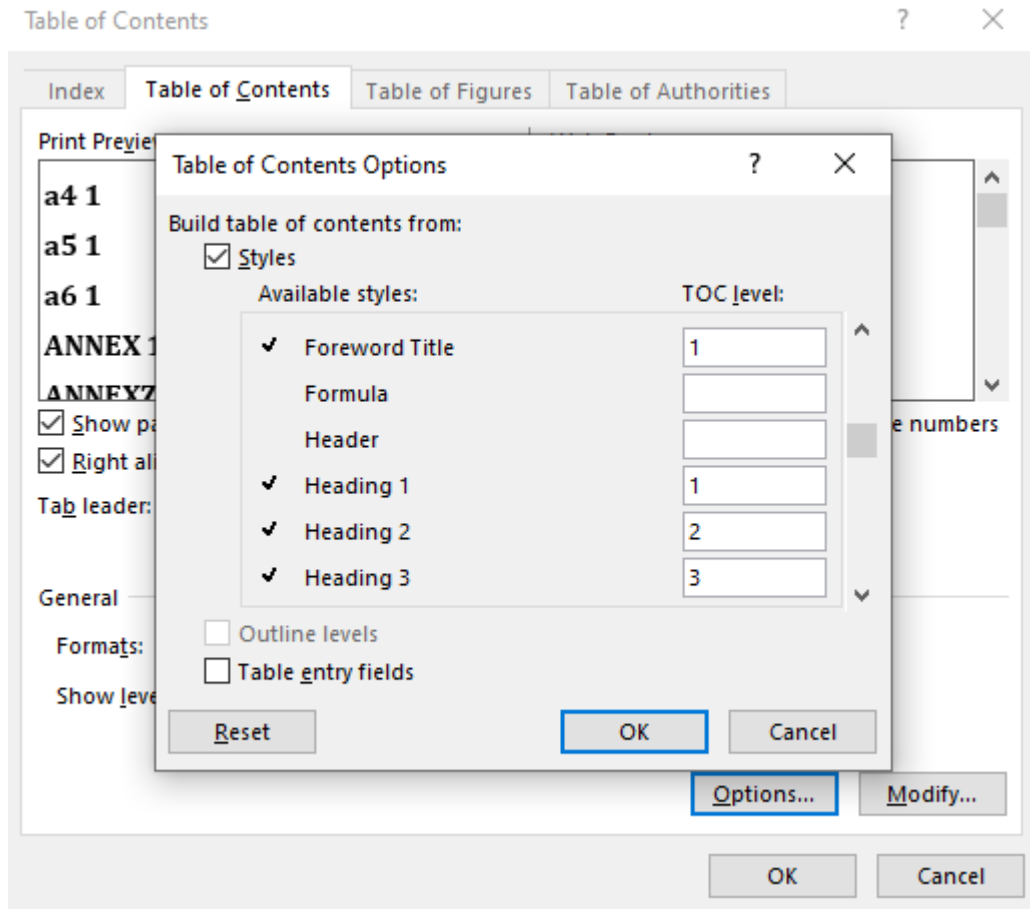 Table of Contents
Index Table of Contents Table of Figures Table of Authorities
Print Previe
Table of Contents Options
a4 1
a5 1
a6 1
ANNEX 1
ANNEXZ
Build table of contents from:
Styles
Available styles: TOC level:
Foreword Title 1
Formula
Header
Heading 1 1
Heading 2 2
Heading 3 3
Show pa
e numbers
Right ali
Tab leader:
General
Formats:
Show leve
Outline levels
Table entry fields
Reset OK Cancel
Options... Modify...
OK Cancel